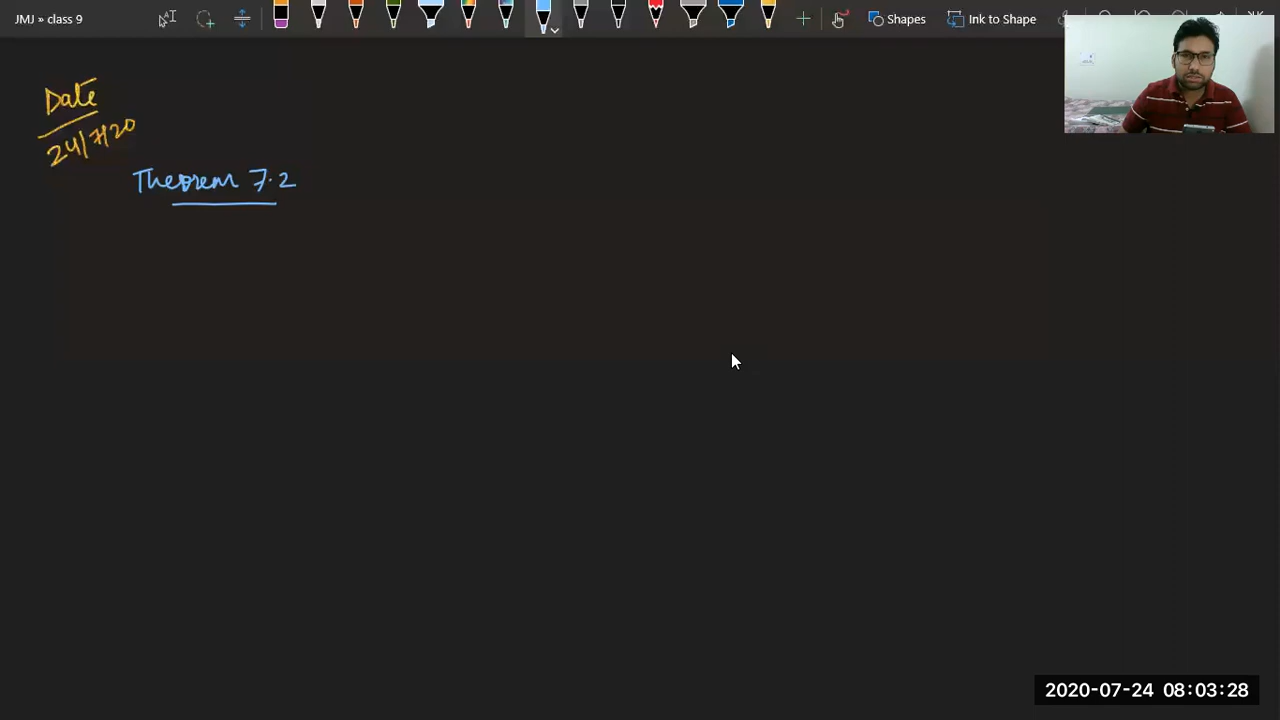 JMJ » class 9
Shapes
Ink to Shape
Date
24/7/20
Theorem 7.2
2020-07-24 08:03:28